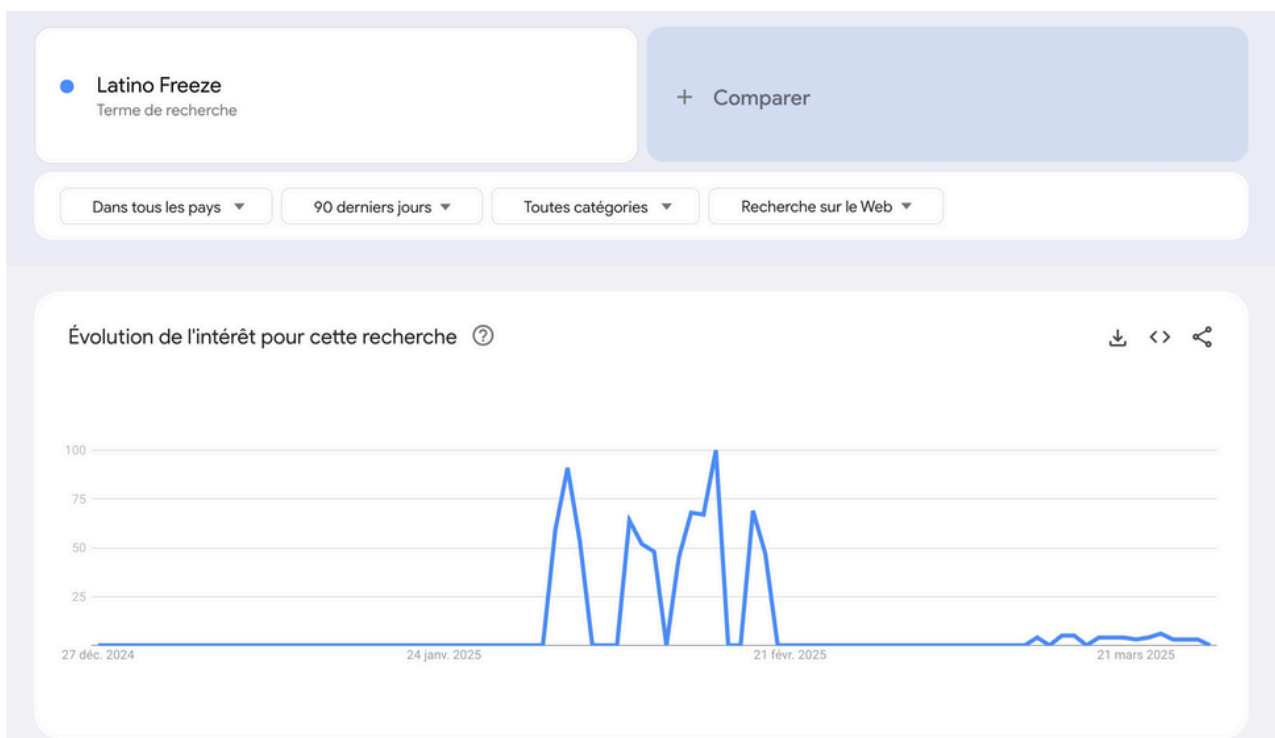 Latino Freeze
Terme de recherche
+ Comparer
Dans tous les pays
90 derniers jours
Toutes catégories
Recherche sur le Web
Évolution de l'intérêt pour cette recherche
100
75
50
25
27 déc. 2024
24 janv. 2025
21 févr. 2025
21 mars 2025